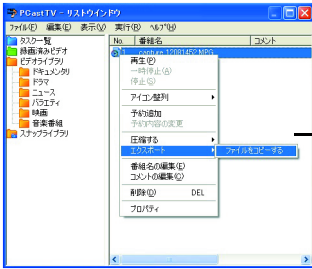 PCastTV - リストウインドウ
ファイル(F) 編集(E) 表示(V) 実行(R) ヘルプ(H)
タスク一覧
録画済みビデオ
ビデオライブラリ
ドキュメンタリ
ドラマ
ニュース
バラエティ
映画
音楽番組
スナップライブラリ
No. 番組名 コメント
1 capture 12081452.MPG
再生(P)
一時停止(A)
停止(S)
アイコン整列
予約追加
予約内容の変更
圧縮する
エクスポート ファイルをコピーする
番組名の編集(E)
コメントの編集(C)
削除(D) DEL
プロパティ